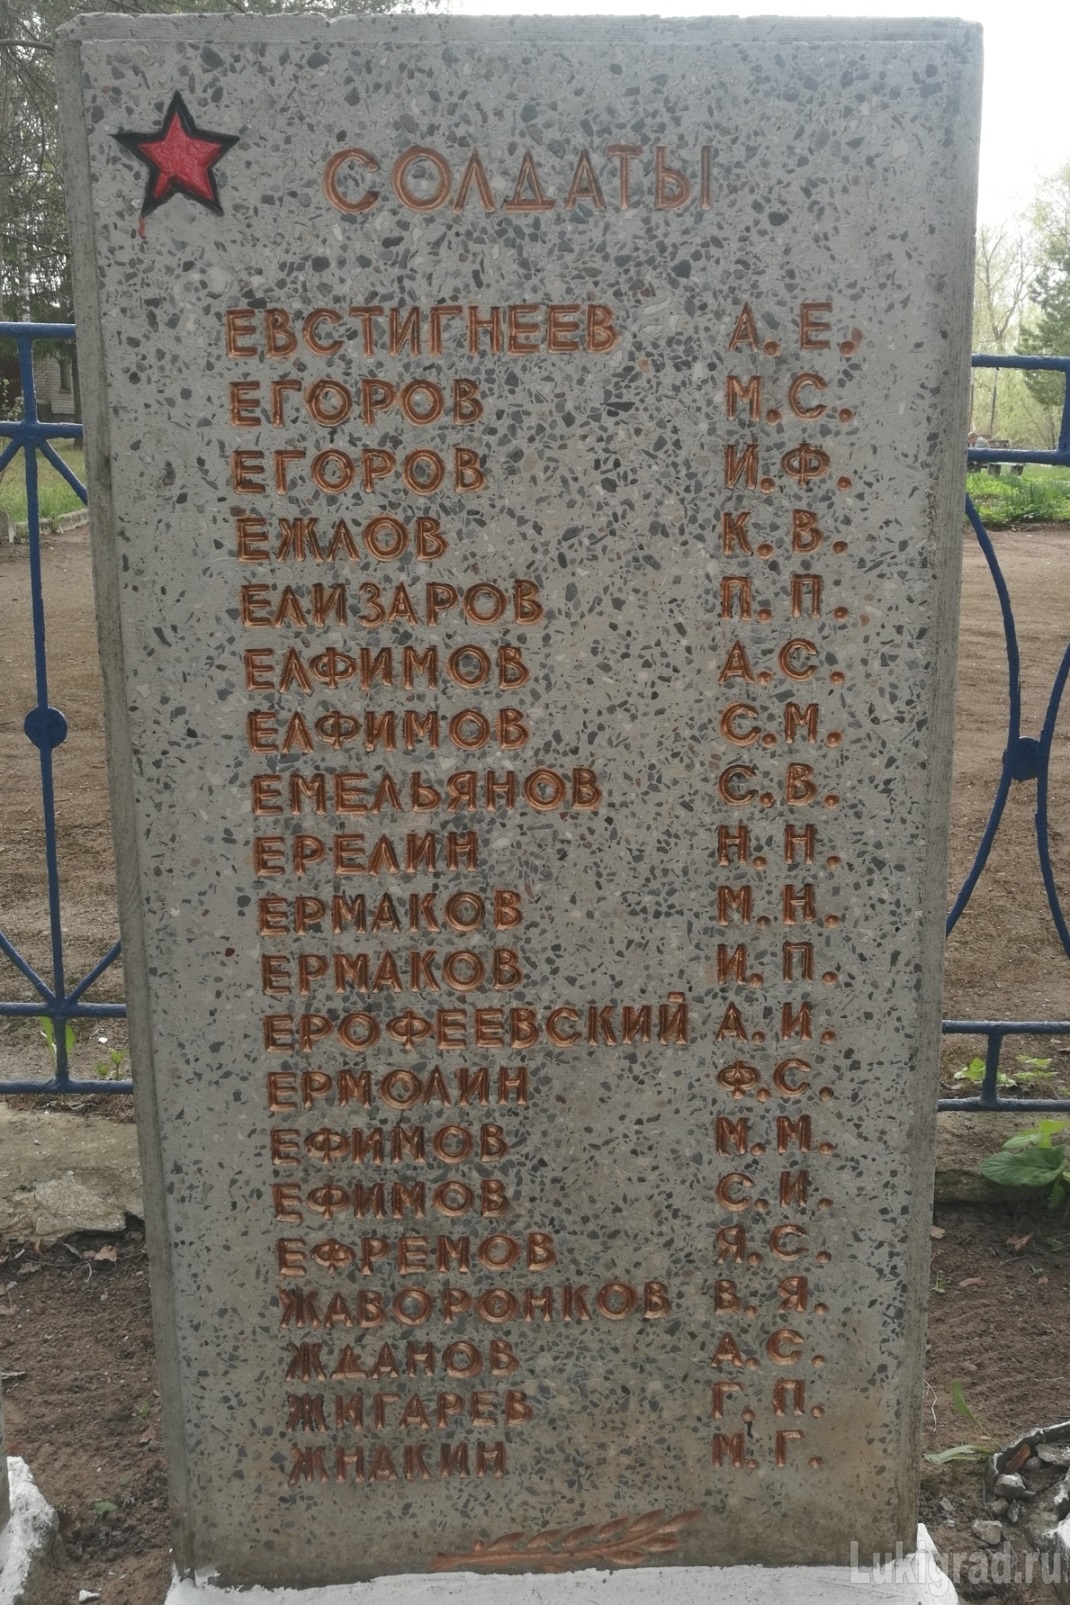 СОЛДАТЫ
ЕВСТИГНЕЕВ А.Е.
ЕГОРОВ М.С.
ЕГОРОВ И.Ф.
ЕЖЛОВ К.В.
ЕЛИЗАРОВ П.П.
ЕЛФИМОВ А.С.
ЕЛФИМОВ С.М.
ЕМЕЛЬЯНОВ С.В.
ЕРЕЛИН Н.Н.
ЕРМАКОВ М.Н.
ЕРМАКОВ И.П.
ЕРОФЕЕВСКИЙ А.И.
ЕРМОЛИН Ф.С.
ЕФИМОВ М.М.
ЕФИМОВ С.И.
ЕФРЕМОВ Я.С.
ЖАВОРОНКОВ В.Я.
ЖДАНОВ А.С.
ЖИГАРЕВ Г.П.
ЖНАКИН М.Г.
Lukigrad.ru